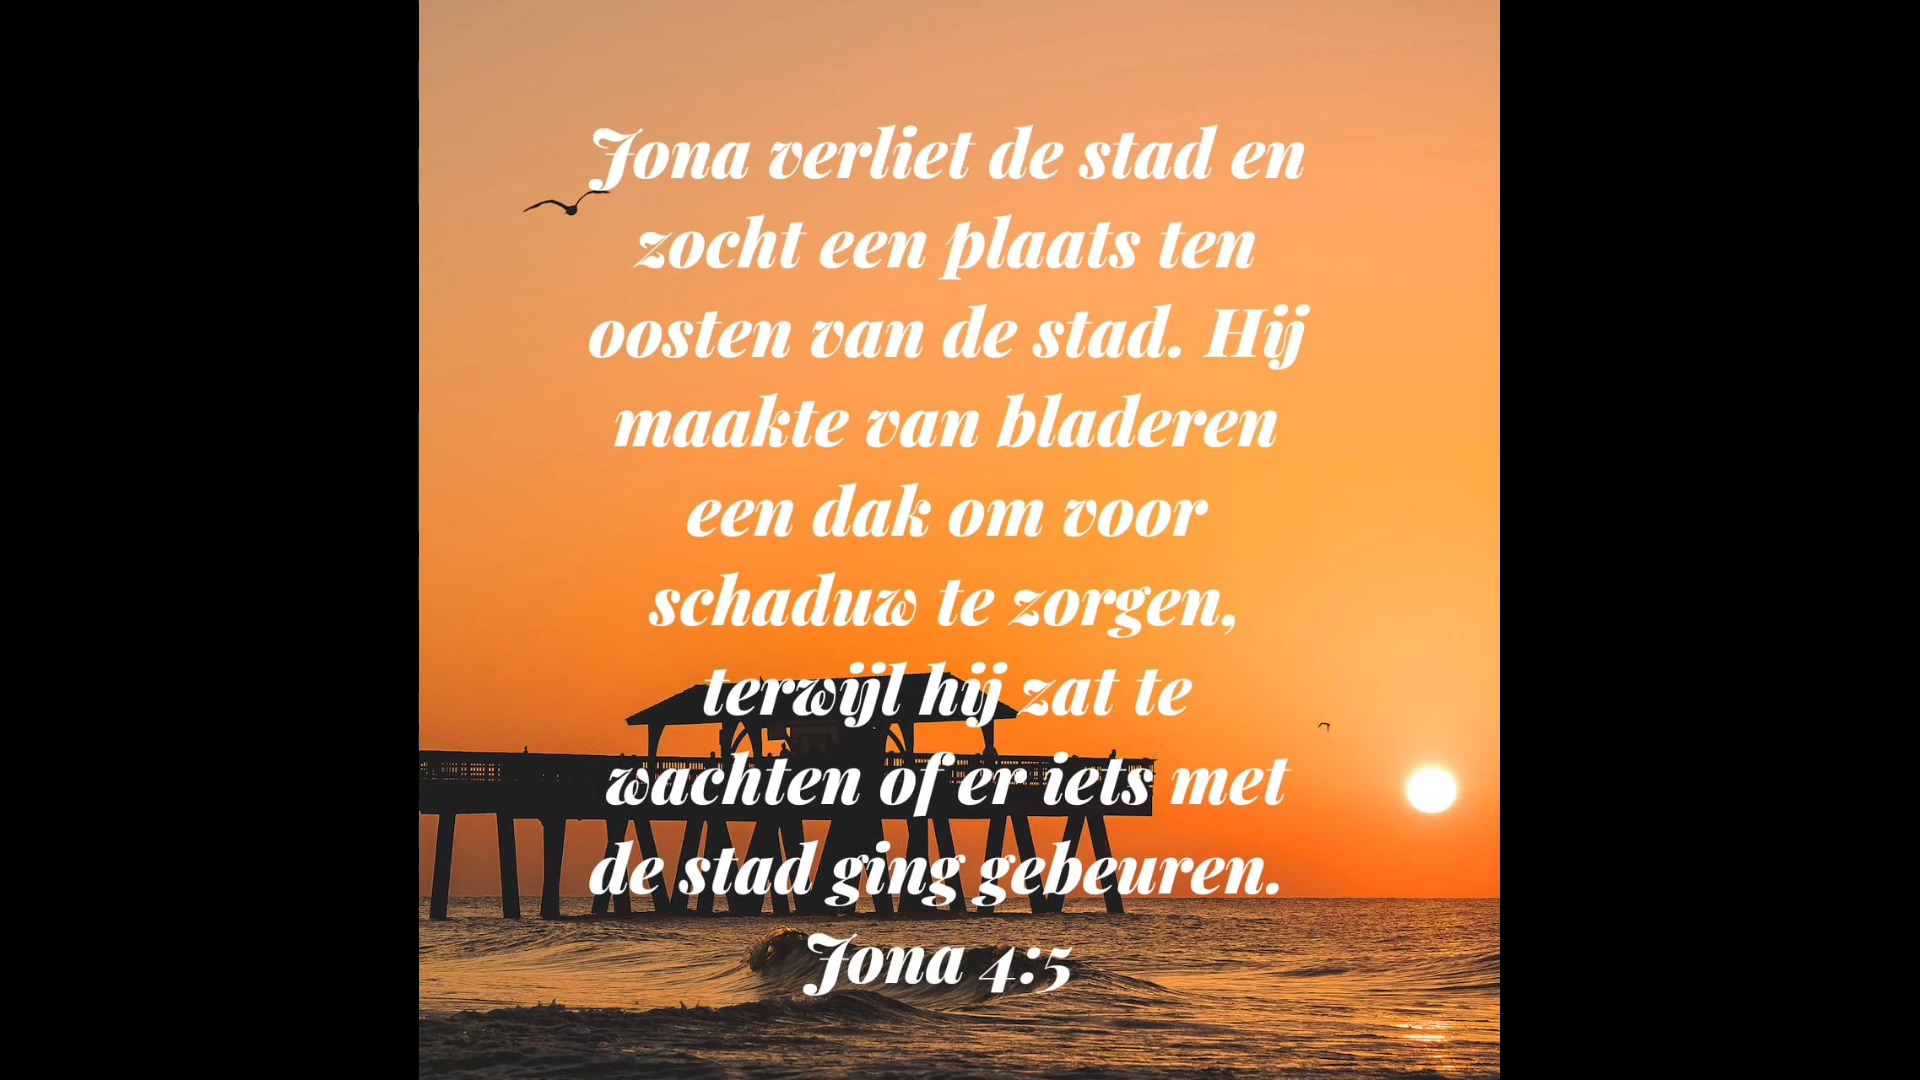 Jona verliet de stad en
zocht een plaats ten
oosten van de stad. Hij
maakte van bladeren
een dak om voor
schaduw te zorgen,
terwijl hij zat te
wachten of er iets met
de stad ging gebeuren.
Jona 4:5